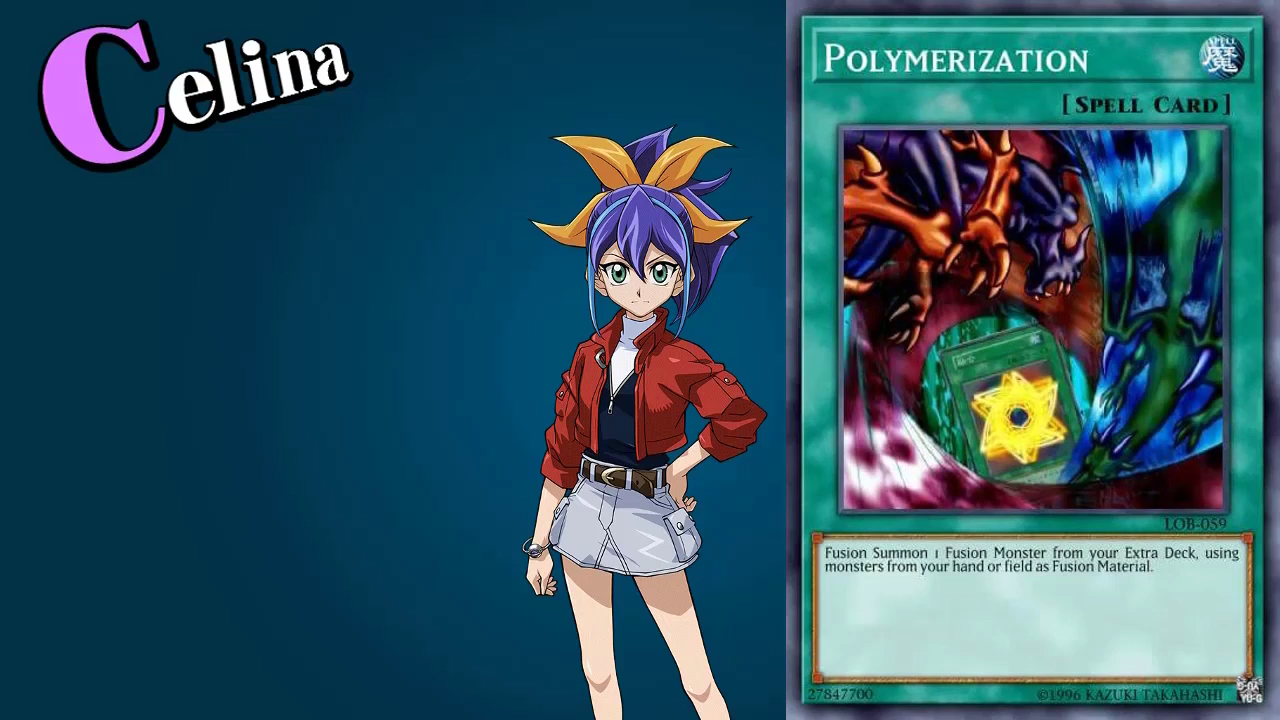 Celina
POLYMERIZATION
SPELL
魔
[ SPELL CARD ]
LOB-059
Fusion Summon 1 Fusion Monster from your Extra Deck, using
monsters from your hand or field as Fusion Material.
27847700
©1996 KAZUKI TAKAHASHI